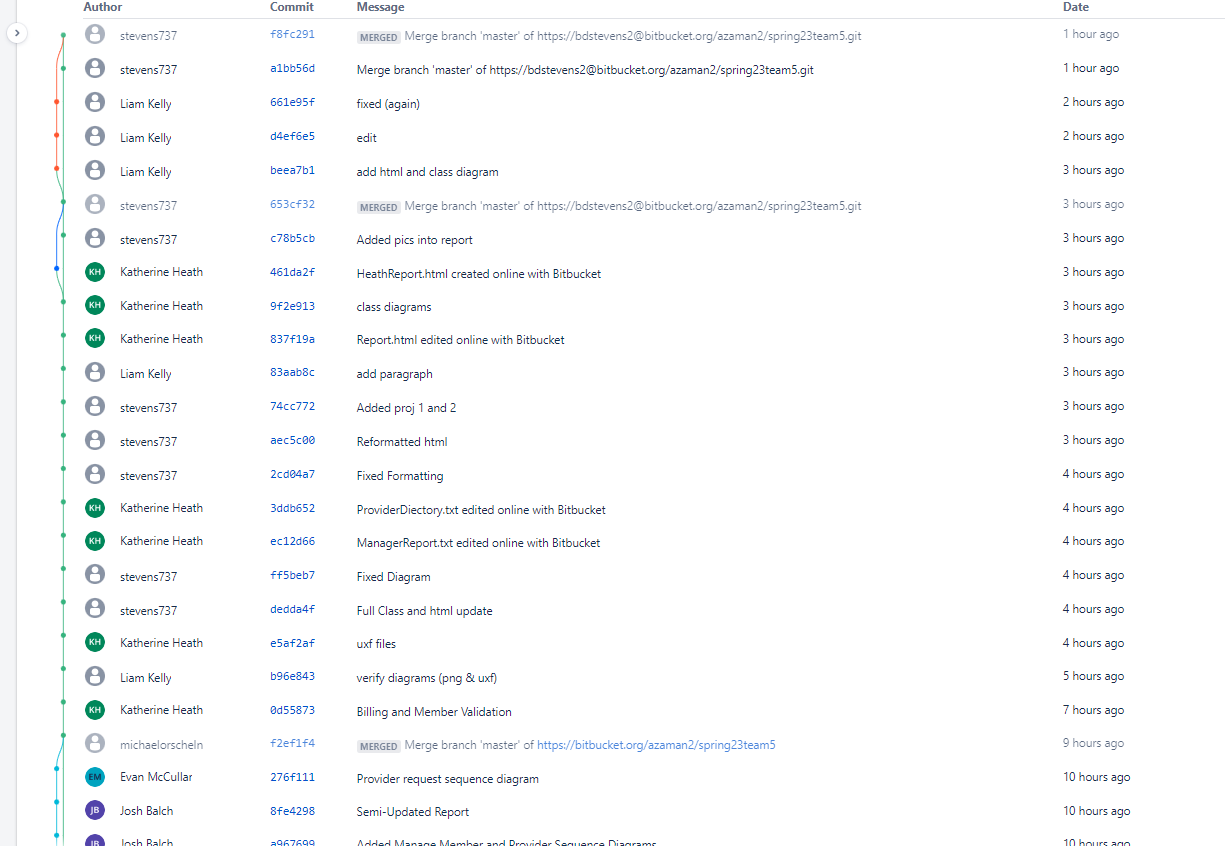 Author Commit Message Date
stevens737 f8fc291 MERGED Merge branch 'master' of https://bdstevens2@bitbucket.org/azaman2/spring23team5.git 1 hour ago
stevens737 a1bb56d Merge branch 'master' of https://bdstevens2@bitbucket.org/azaman2/spring23team5.git 1 hour ago
Liam Kelly 661e95f fixed (again) 2 hours ago
Liam Kelly d4ef6e5 edit 2 hours ago
Liam Kelly beea7b1 add html and class diagram 3 hours ago
stevens737 653cf32 MERGED Merge branch 'master' of https://bdstevens2@bitbucket.org/azaman2/spring23team5.git 3 hours ago
stevens737 c78b5cb Added pics into report 3 hours ago
KH Katherine Heath 461da2f HeathReport.html created online with Bitbucket 3 hours ago
KH Katherine Heath 9f2e913 class diagrams 3 hours ago
KH Katherine Heath 837f19a Report.html edited online with Bitbucket 3 hours ago
Liam Kelly 83aab8c add paragraph 3 hours ago
stevens737 74cc772 Added proj 1 and 2 3 hours ago
stevens737 aec5c00 Reformatted html 3 hours ago
stevens737 2cd04a7 Fixed Formatting 4 hours ago
KH Katherine Heath 3ddb652 ProviderDiectory.txt edited online with Bitbucket 4 hours ago
KH Katherine Heath ec12d66 ManagerReport.txt edited online with Bitbucket 4 hours ago
stevens737 ff5beb7 Fixed Diagram 4 hours ago
stevens737 dedda4f Full Class and html update 4 hours ago
KH Katherine Heath e5af2af uxf files 4 hours ago
Liam Kelly b96e843 verify diagrams (png & uxf) 5 hours ago
KH Katherine Heath 0d55873 Billing and Member Validation 7 hours ago
michaelorscheln f2ef1f4 MERGED Merge branch 'master' of https://bitbucket.org/azaman2/spring23team5 9 hours ago
EM Evan McCullar 276f111 Provider request sequence diagram 10 hours ago
JB Josh Balch 8fe4298 Semi-Updated Report 10 hours ago
JB Josh Balch a967699 Added Manage Member and Provider Sequence Diagrams 10 hours ago